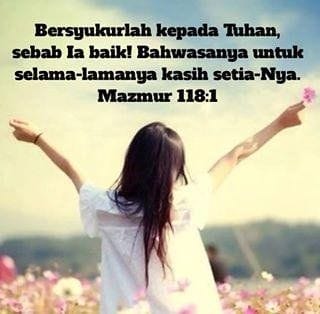 Bersyukurlah kepada Tuhan,
sebab Ia baik! Bahwasanya untuk
selama-lamanya kasih setia-Nya.
Mazmur 118:1